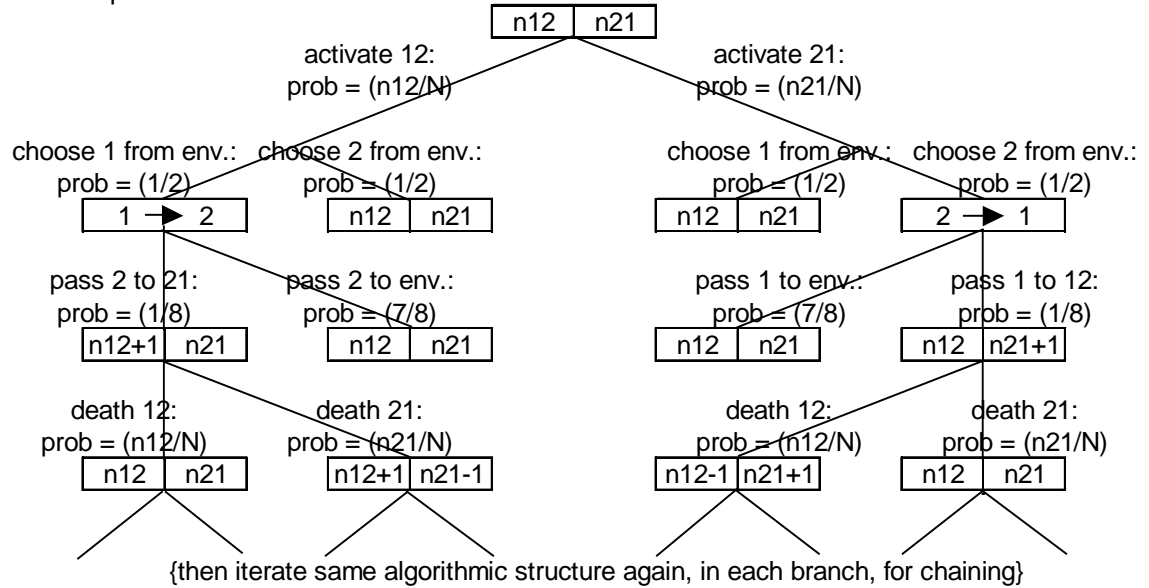 n12 n21
activate 12: activate 21:
prob = (n12/N) prob = (n21/N)
choose 1 from env.: choose 2 from env.: choose 1 from env.: choose 2 from env.:
prob = (1/2) prob = (1/2) prob = (1/2) prob = (1/2)
1 2 n12 n21 n12 n21 2 1
pass 2 to 21: pass 2 to env.: pass 1 to env.: pass 1 to 12:
prob = (1/8) prob = (7/8) prob = (7/8) prob = (1/8)
n12+1 n21 n12 n21 n12 n21 n12 n21+1
death 12: death 21: death 12: death 21:
prob = (n12/N) prob = (n21/N) prob = (n12/N) prob = (n21/N)
n12 n21 n12+1 n21-1 n12-1 n21+1 n12 n21
{then iterate same algorithmic structure again, in each branch, for chaining}